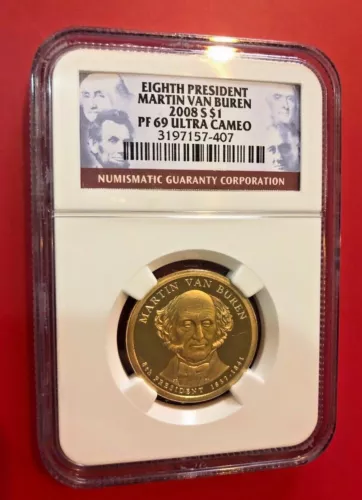 EIGHTH PRESIDENT
MARTIN VAN BUREN
2008 S $1
PF 69 ULTRA CAMEO
3197157-407
NUMISMATIC GUARANTY CORPORATION
MARTIN VAN BUREN
8TH PRESIDENT 1837-1841